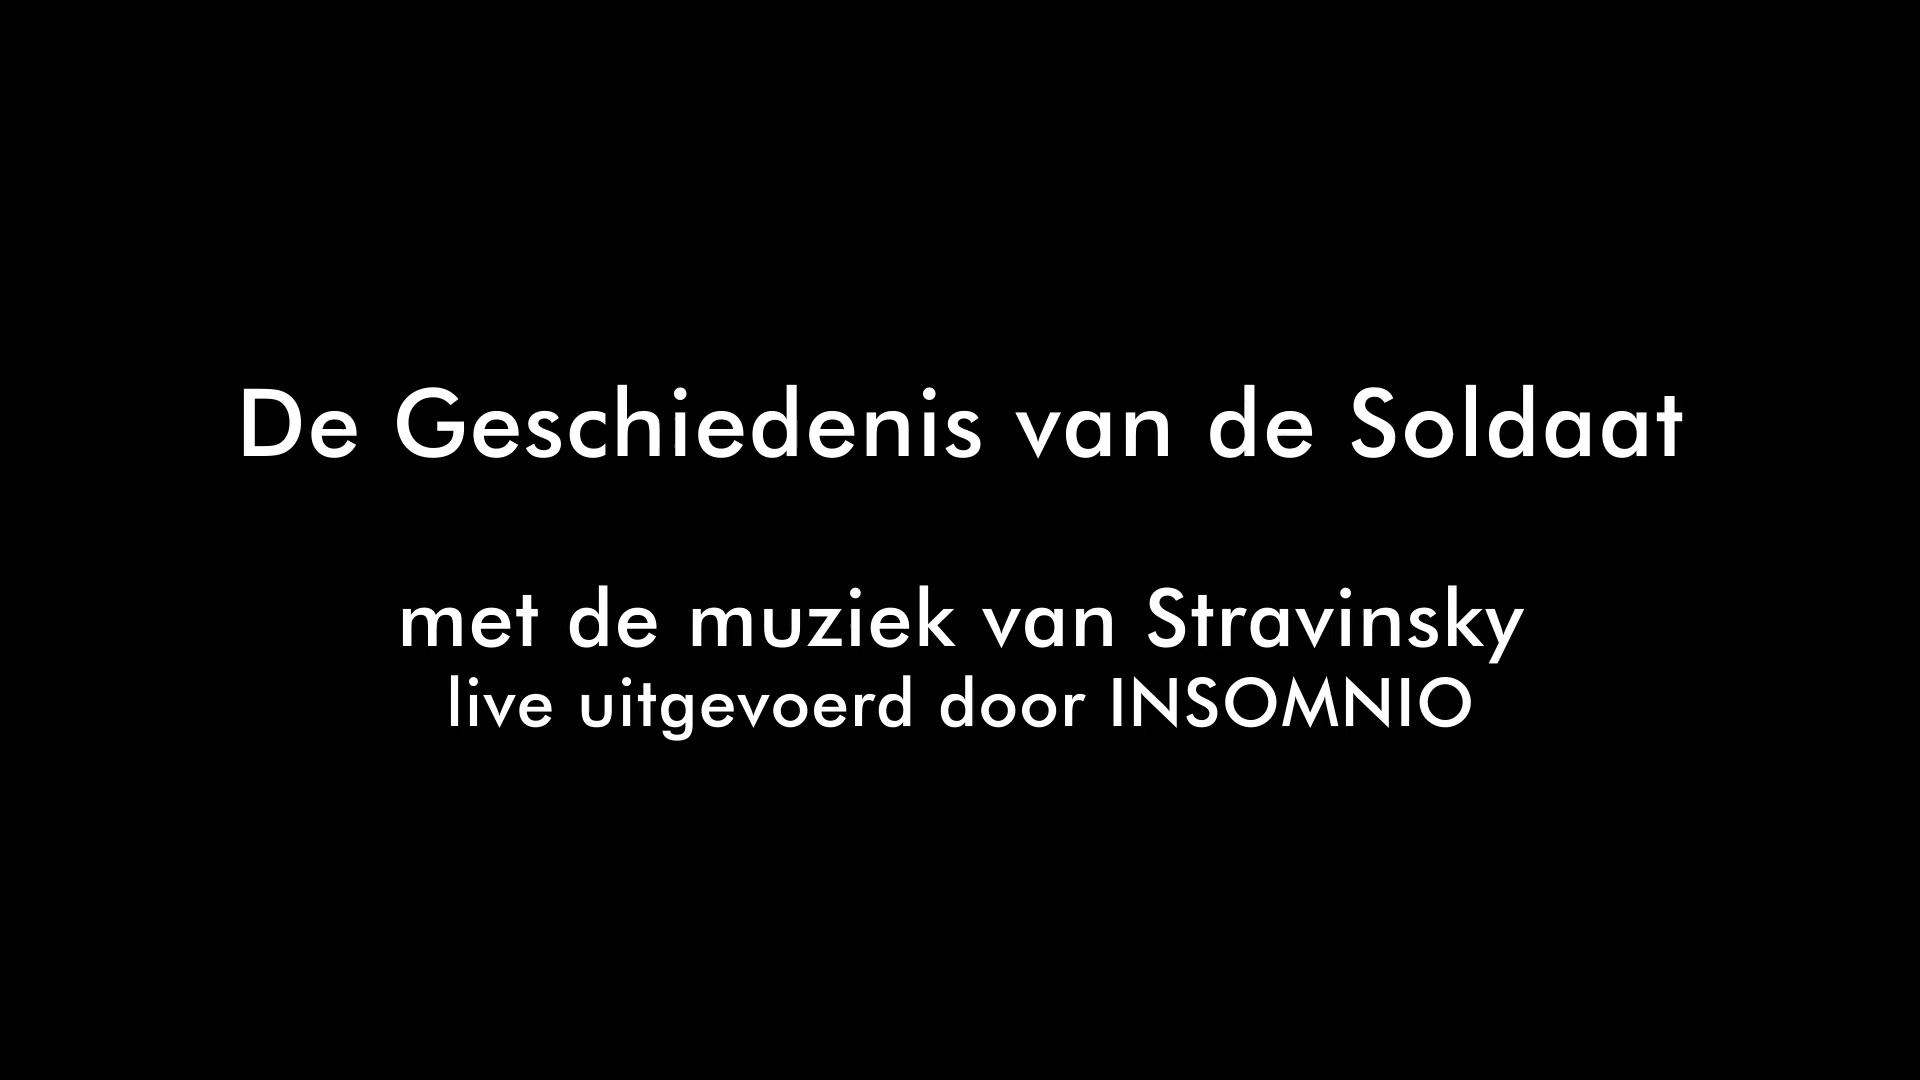 De Geschiedenis van de Soldaat
met de muziek van Stravinsky
live uitgevoerd door INSOMNIO